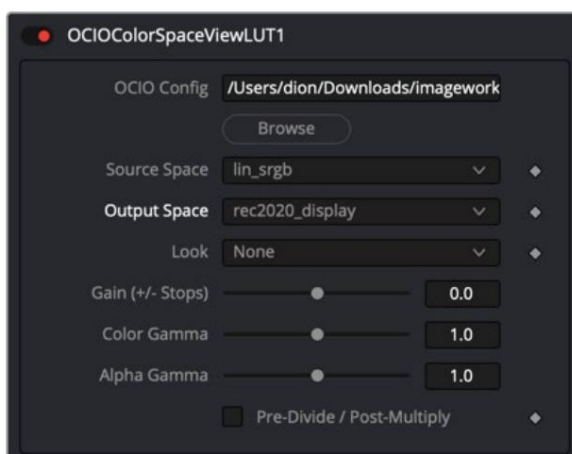 OCIOColorSpaceViewLUT1
OCIO Config /Users/dion/Downloads/imagework
Browse
Source Space lin_srgb
Output Space rec2020_display
Look None
Gain (+/- Stops) 0.0
Color Gamma 1.0
Alpha Gamma 1.0
Pre-Divide / Post-Multiply